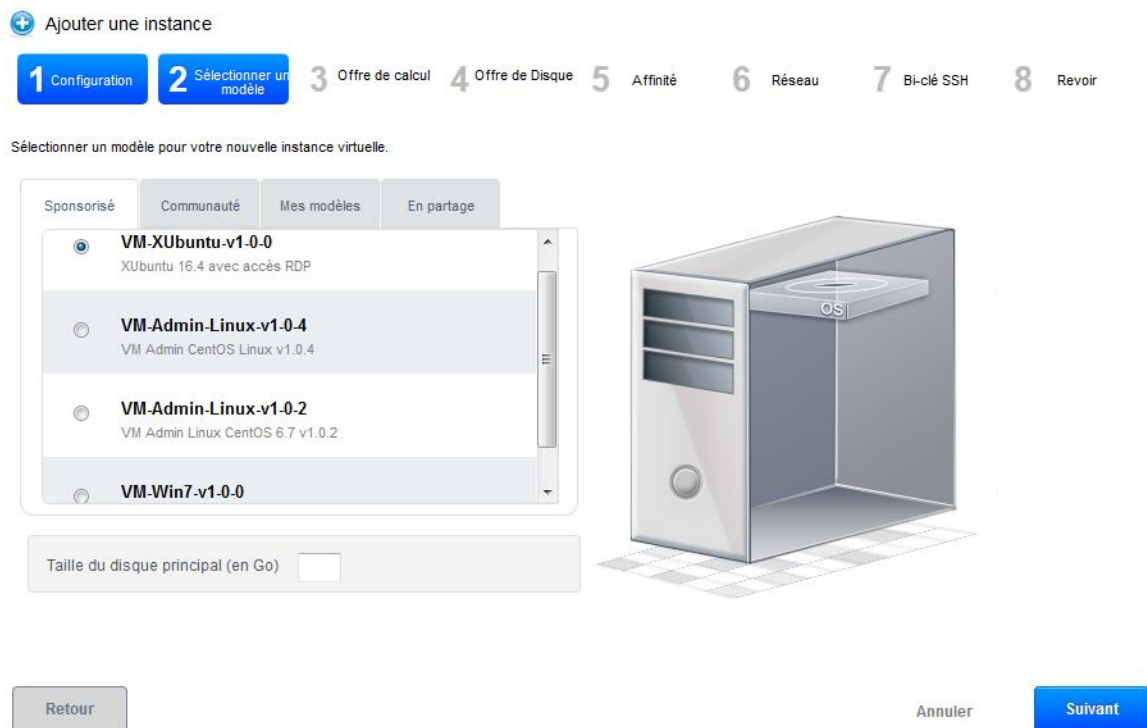 Ajouter une instance
1 Configuration
2 Sélectionner un modèle
3 Offre de calcul
4 Offre de Disque
5 Affinité
6 Réseau
7 Bi-clé SSH
8 Revoir
Sélectionner un modèle pour votre nouvelle instance virtuelle.
Sponsorisé
Communauté
Mes modèles
En partage
VM-XUbuntu-v1-0-0
XUbuntu 16.4 avec accès RDP
VM-Admin-Linux-v1-0-4
VM Admin CentOS Linux v1.0.4
VM-Admin-Linux-v1-0-2
VM Admin Linux CentOS 6.7 v1.0.2
VM-Win7-v1-0-0
OS
Taille du disque principal (en Go)
Retour
Annuler
Suivant